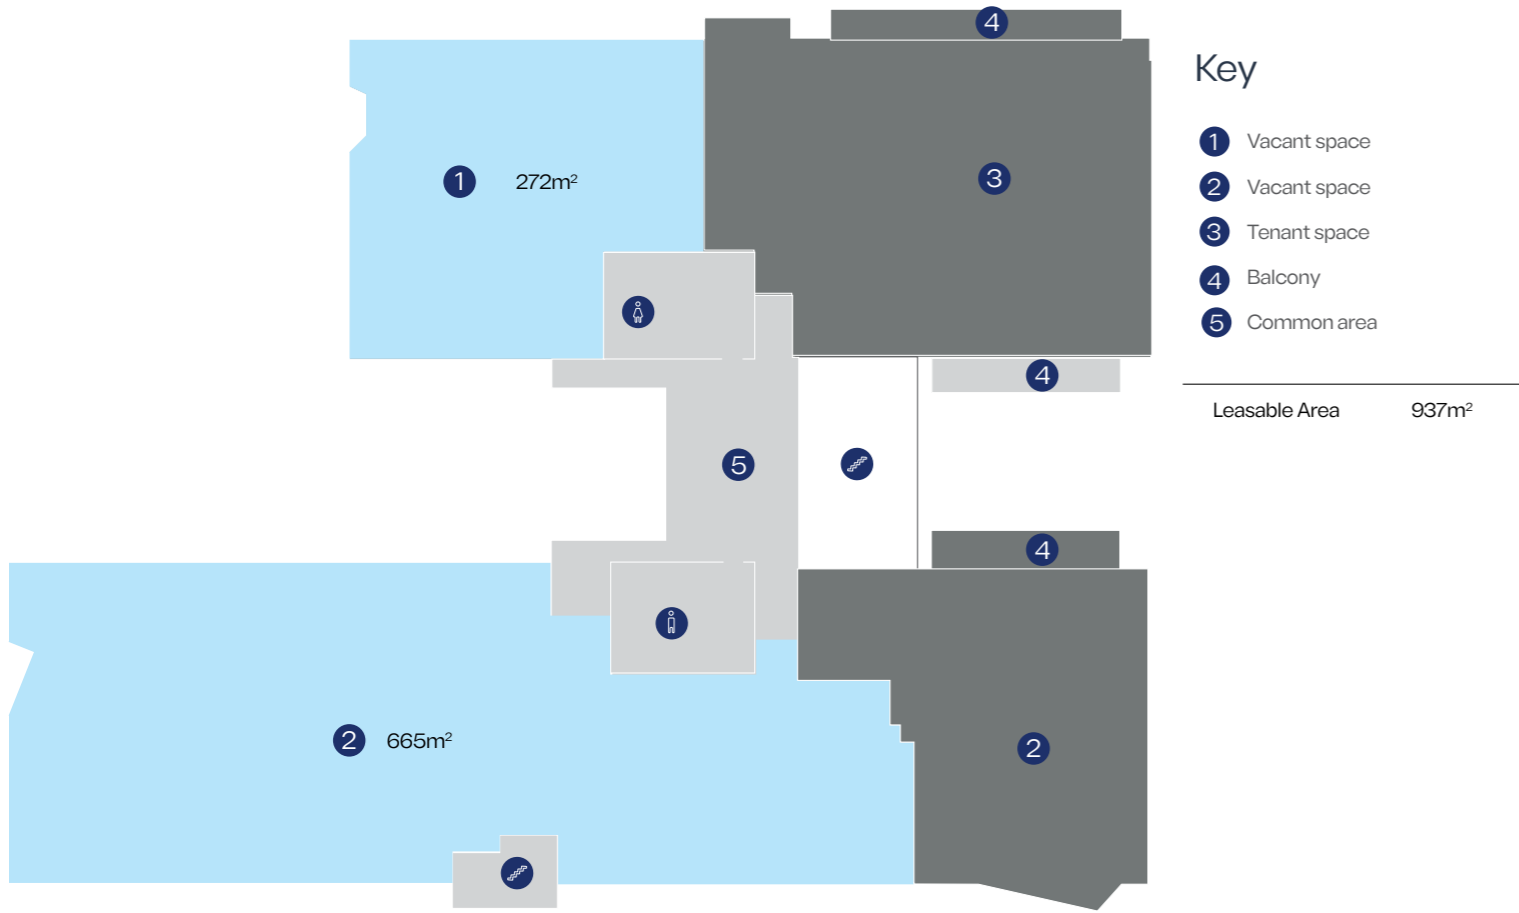 4
Key
1 Vacant space
1 272m²
3
2 Vacant space
3 Tenant space
4 Balcony
5 Common area
4
Leasable Area 937m²
5
4
2 665m²
2